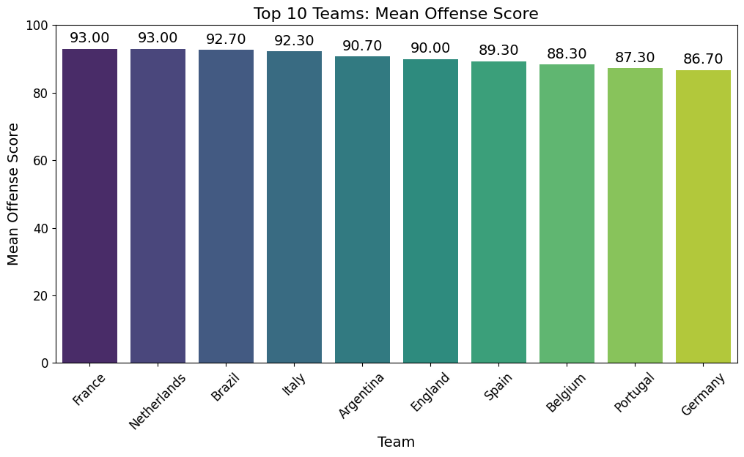 Top 10 Teams: Mean Offense Score
Mean Offense Score
100
80
60
40
20
0
93.00 93.00 92.70 92.30 90.70 90.00 89.30 88.30 87.30 86.70
France Netherlands Brazil Italy Argentina England Spain Belgium Portugal Germany
Team